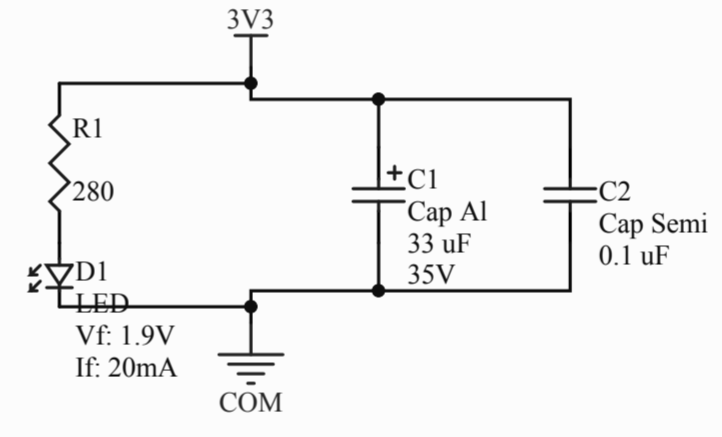 3V3
R1
280
D1
LED
Vf: 1.9V
If: 20mA
+
C1
Cap Al
33 uF
35V
C2
Cap Semi
0.1 uF
COM